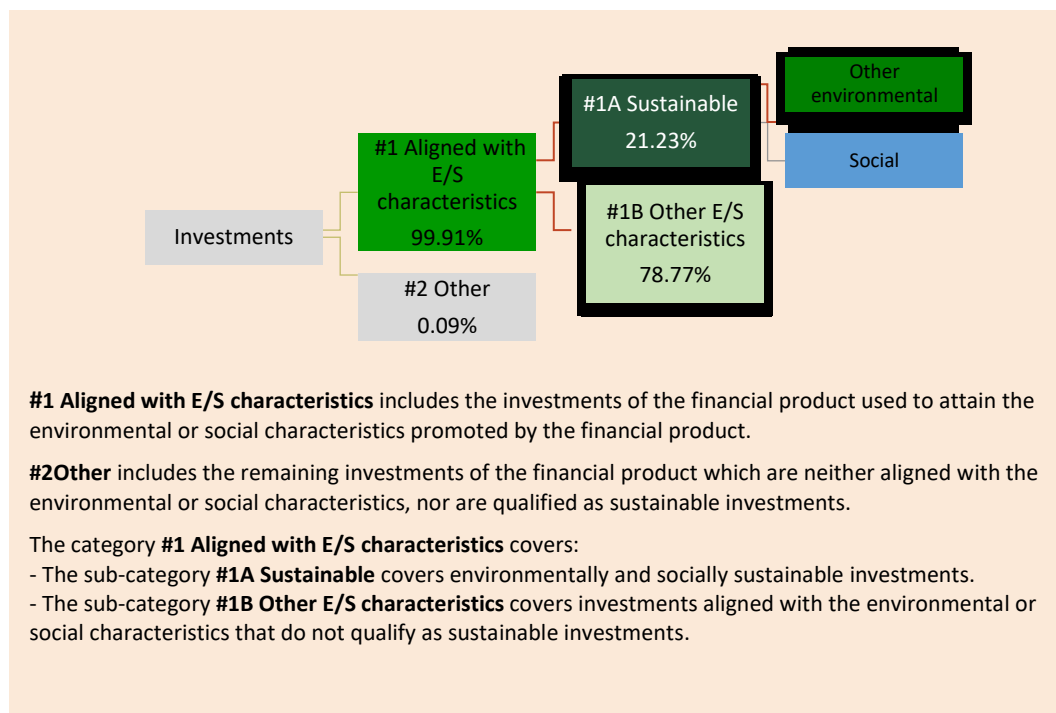 Investments
#1 Aligned with
E/S
characteristics
99.91%
#2 Other
0.09%
#1A Sustainable
21.23%
#1B Other E/S
characteristics
78.77%
Other
environmental
Social
#1 Aligned with E/S characteristics includes the investments of the financial product used to attain the
environmental or social characteristics promoted by the financial product.
#2Other includes the remaining investments of the financial product which are neither aligned with the
environmental or social characteristics, nor are qualified as sustainable investments.
The category #1 Aligned with E/S characteristics covers:
- The sub-category #1A Sustainable covers environmentally and socially sustainable investments.
- The sub-category #1B Other E/S characteristics covers investments aligned with the environmental or
social characteristics that do not qualify as sustainable investments.